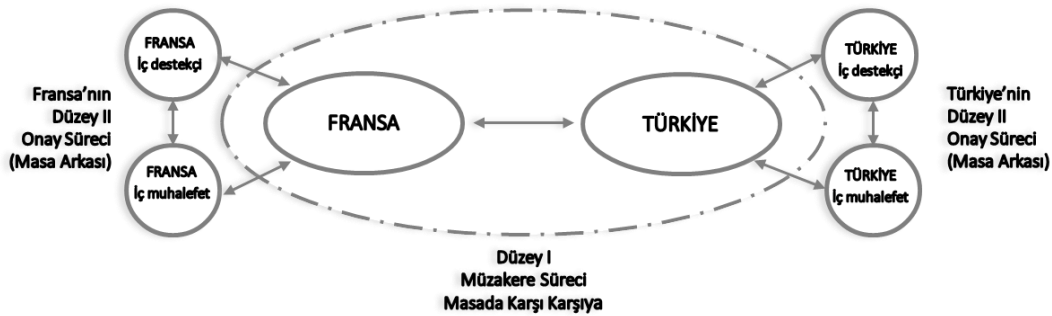 FRANSA
İç destekçi
Fransa’nın
Düzey II
Onay Süreci
(Masa Arkası)
FRANSA
İç muhalefet
FRANSA
TÜRKİYE
TÜRKİYE
İç destekçi
Türkiye’nin
Düzey II
Onay Süreci
(Masa Arkası)
TÜRKİYE
İç muhalefet
Düzey I
Müzakere Süreci
Masada Karşı Karşıya